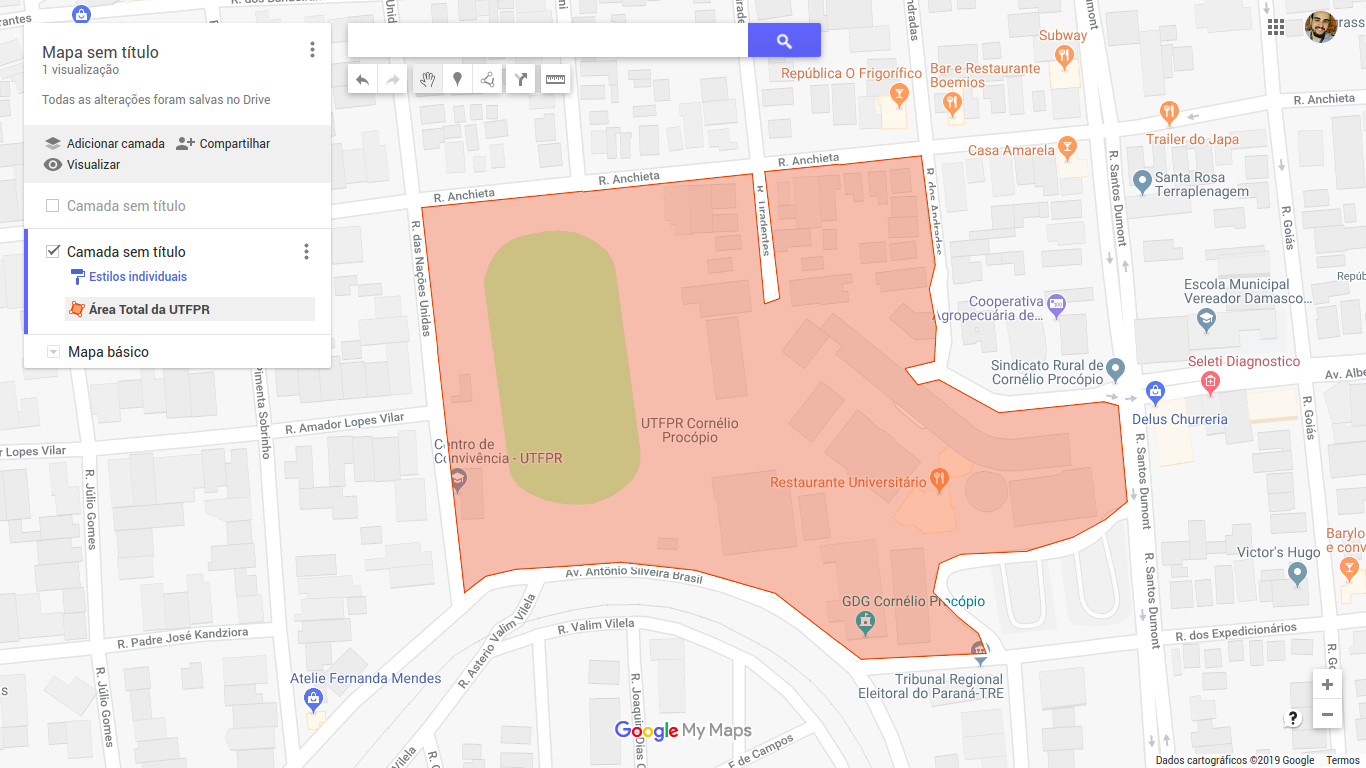 R. dos Bandeirantes
Mapa sem título
1 visualização
Todas as alterações foram salvas no Drive
Adicionar camada
Compartilhar
Visualizar
Camada sem título
Camada sem título
Estilos individuais
Área Total da UTFPR
Mapa básico
Andradas
R. Santos Dumont
Subway
República O Frigorífico
Bar e Restaurante
Boemios
R. Anchieta
Trailer do Japa
Casa Amarela
R. Anchieta
R. Anchieta
R. Anchieta
Santa Rosa
Terraplenagem
R. Tiradentes
R. dos Andradas
R. Santos Dumont
R. Goiás
R. das Nações Unidas
Escola Municipal
Vereador Damasco...
Cooperativa
Agropecuária de...
Sindicato Rural de
Cornélio Procópio
Seleti Diagnostico
Av. Albe
Delus Churreria
Pimenta Sobrinho
R. Amador Lopes Vilar
Lopes Vilar
UTFPR Cornélio
Procópio
Centro de
Convivência - UTFPR
Restaurante Universitário
R. Santos Dumont
R. Goiás
R. Júlio Gomes
Barylo
e conv
Victor's Hugo
Av. Antônio Silveira Brasil
R. Santos Dumont
GDG Cornélio Procópio
R. Asterio Valim Vilela
R. Valim Vilela
R. Padre José Kandziora
R. dos Expedicionários
Tribunal Regional
Eleitoral do Paraná-TRE
Atelie Fernanda Mendes
R. Júlio Gomes
Google My Maps
?
Dados cartográficos ©2019 Google
Termos